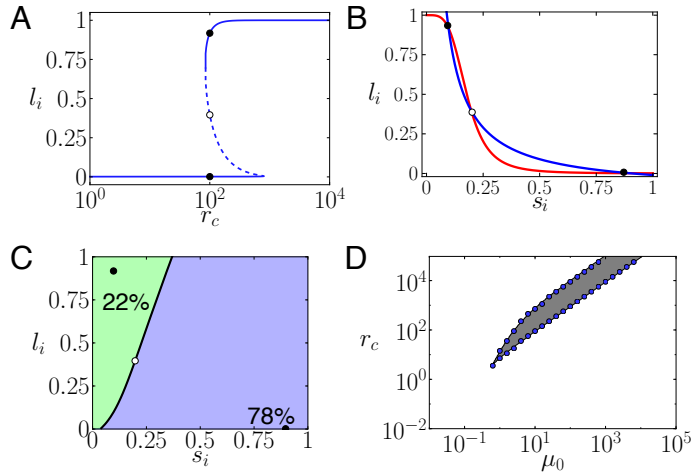 A
1
0.75
l_i 0.5
0.25
0
10^0 10^2 10^4
r_c
B
1
0.75
l_i 0.5
0.25
0
0 0.25 0.5 0.75 1
s_i
C
1
0.75
22%
l_i 0.5
0.25
78%
0
0 0.25 0.5 0.75 1
s_i
D
10^4
10^2
r_c
10^0
10^-2
10^-1 10^1 10^3 10^5
μ_0